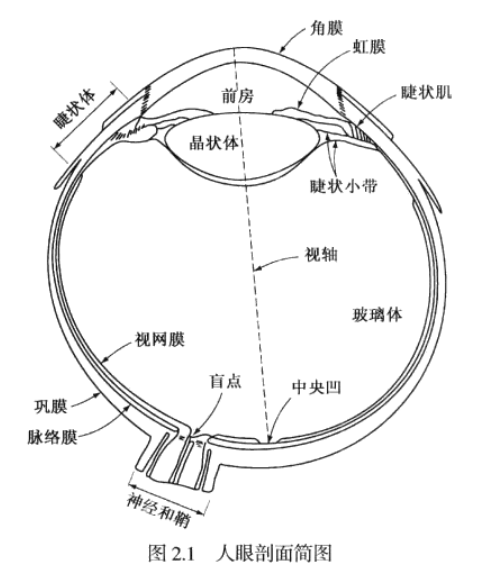 角膜
虹膜
前房
睫状肌
睫状体
晶状体
睫状小带
视轴
玻璃体
视网膜
盲点
中央凹
巩膜
脉络膜
神经和鞘
图 2.1 人眼剖面简图